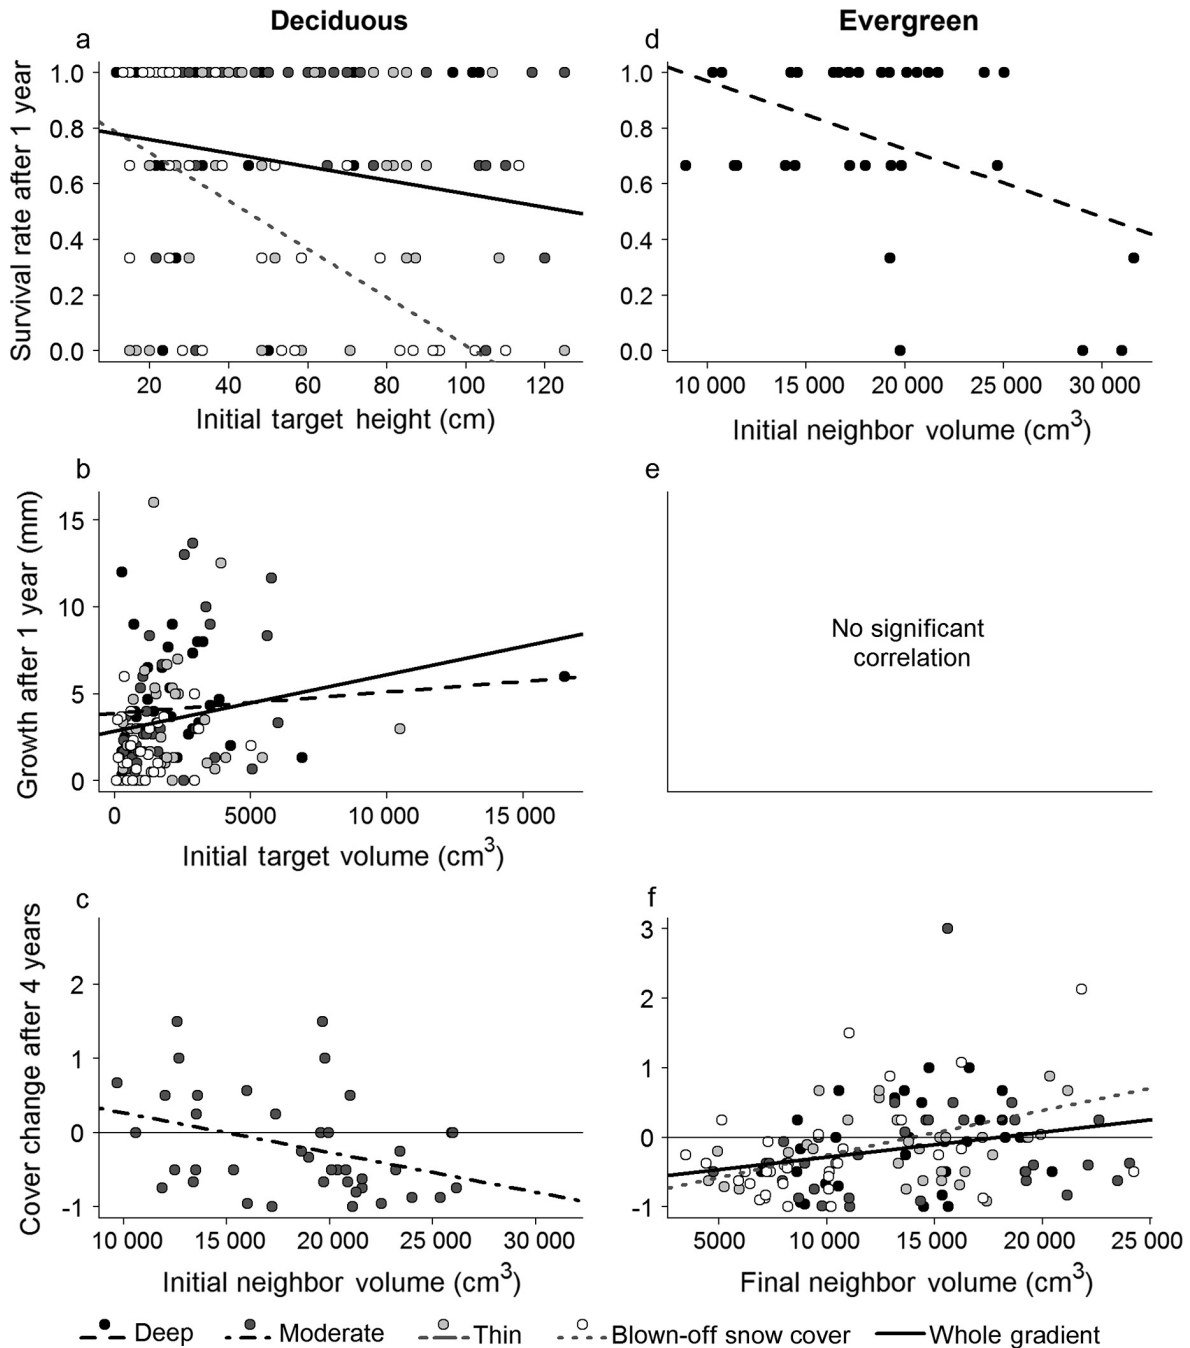 Deciduous
Evergreen
a
d
Survival rate after 1 year
1.0
0.8
0.6
0.4
0.2
0.0
20 40 60 80 100 120
Initial target height (cm)
1.0
0.8
0.6
0.4
0.2
0.0
10 000 15 000 20 000 25 000 30 000
Initial neighbor volume (cm³)
b
e
Growth after 1 year (mm)
15
10
5
0
0 5000 10 000 15 000
Initial target volume (cm³)
No significant
correlation
c
f
Cover change after 4 years
2
1
0
-1
10 000 15 000 20 000 25 000 30 000
Initial neighbor volume (cm³)
3
2
1
0
-1
5000 10 000 15 000 20 000 25 000
Final neighbor volume (cm³)
Deep Moderate Thin Blown-off snow cover Whole gradient